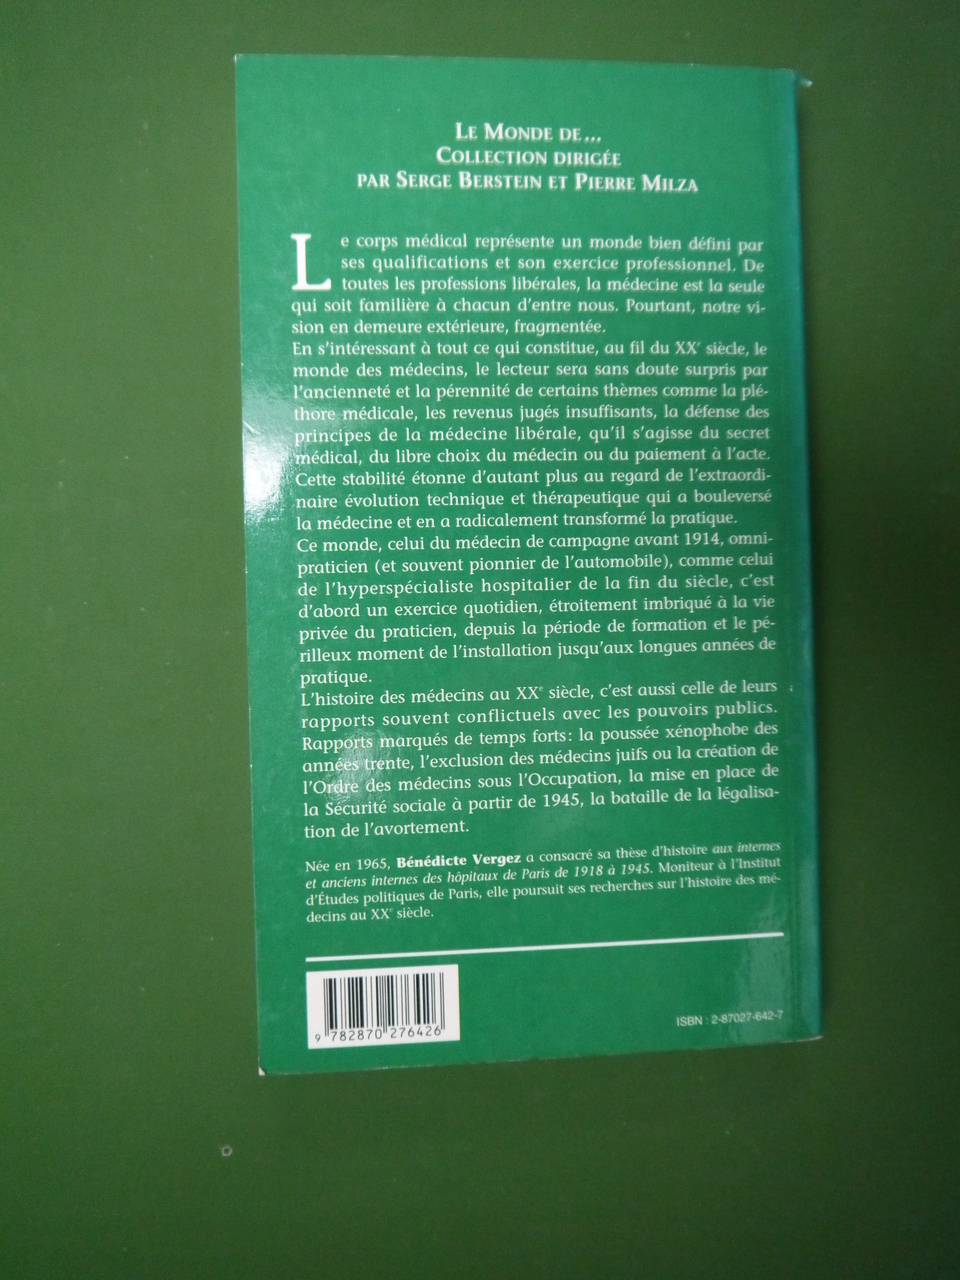 LE MONDE DE...
COLLECTION DIRIGÉE
PAR SERGE BERSTEIN ET PIERRE MILZA
Le corps médical représente un monde bien défini par
ses qualifications et son exercice professionnel. De
toutes les professions libérales, la médecine est la seule
qui soit familière à chacun d'entre nous. Pourtant, notre vi-
sion en demeure extérieure, fragmentée.
En s'intéressant à tout ce qui constitue, au fil du XXe siècle, le
monde des médecins, le lecteur sera sans doute surpris par
l'ancienneté et la pérennité de certains thèmes comme la plé-
thore médicale, les revenus jugés insuffisants, la défense des
principes de la médecine libérale, qu'il s'agisse du secret
médical, du libre choix du médecin ou du paiement à l'acte.
Cette stabilité étonne d'autant plus au regard de l'extraordi-
naire évolution technique et thérapeutique qui a bouleversé
la médecine et en a radicalement transformé la pratique.
Ce monde, celui du médecin de campagne avant 1914, omni-
praticien (et souvent pionnier de l'automobile), comme celui
de l'hyperspécialiste hospitalier de la fin du siècle, c'est
d'abord un exercice quotidien, étroitement imbriqué à la vie
privée du praticien, depuis la période de formation et le pé-
rilleux moment de l'installation jusqu'aux longues années de
pratique.
L'histoire des médecins au XXe siècle, c'est aussi celle de leurs
rapports souvent conflictuels avec les pouvoirs publics.
Rapports marqués de temps forts : la poussée xénophobe des
années trente, l'exclusion des médecins juifs ou la création de
l'Ordre des médecins sous l'Occupation, la mise en place de
la Sécurité sociale à partir de 1945, la bataille de la légalisa-
tion de l'avortement.
Née en 1965, Bénédicte Vergez a consacré sa thèse d'histoire aux internes
et anciens internes des hôpitaux de Paris de 1918 à 1945. Moniteur à l'Institut
d'Études politiques de Paris, elle poursuit ses recherches sur l'histoire des mé-
decins au XXe siècle.
9 782870 276426
ISBN : 2-87027-642-7